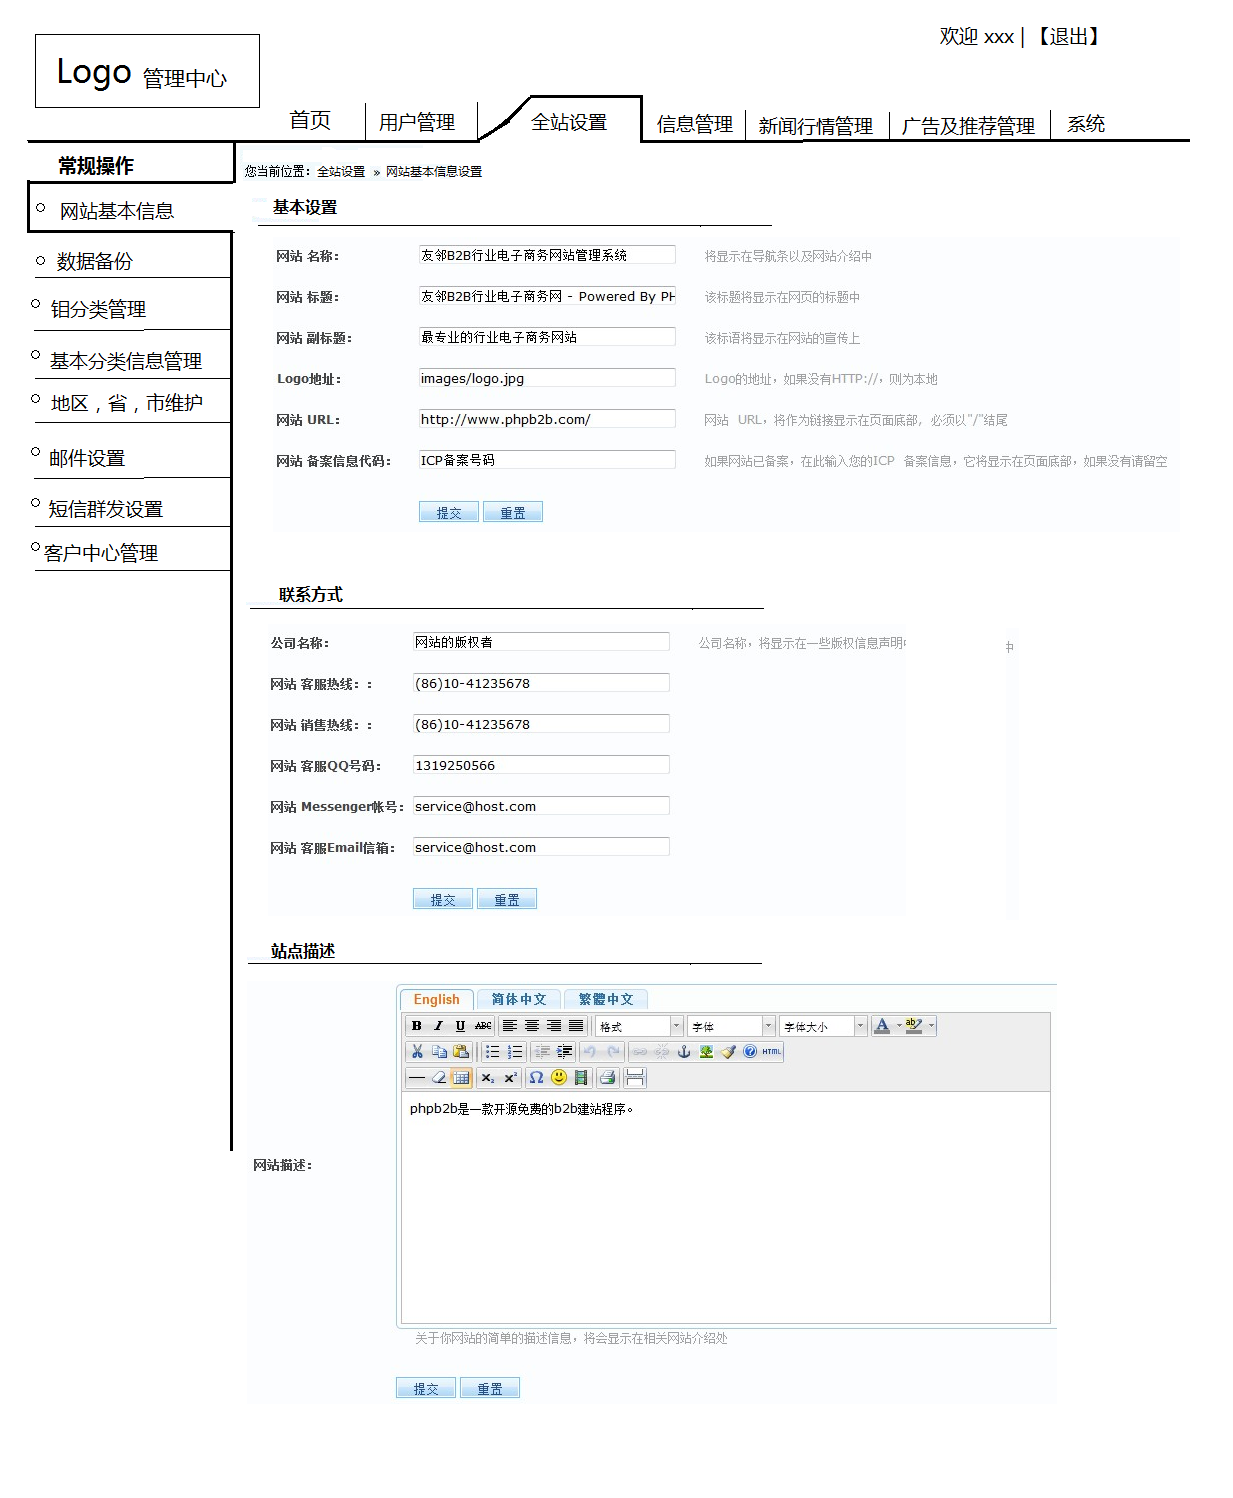 欢迎 xxx | 【退出】
Logo 管理中心
首页 用户管理 全站设置 信息管理 新闻行情管理 广告及推荐管理 系统
常规操作
网站基本信息
数据备份
钼分类管理
基本分类信息管理
地区，省，市维护
邮件设置
短信群发设置
客户中心管理
您当前位置：全站设置 » 网站基本信息设置
基本设置
网站 名称： 友邻B2B行业电子商务网站管理系统 将显示在导航条以及网站介绍中
网站 标题： 友邻B2B行业电子商务网 - Powered By PH 该标题将显示在网页的标题中
网站 副标题： 最专业的行业电子商务网站 该标语将显示在网站的宣传上
Logo地址： images/logo.jpg Logo的地址，如果没有HTTP://，则为本地
网站 URL： http://www.phpb2b.com/ 网站 URL，将作为链接显示在页面底部，必须以"/"结尾
网站 备案信息代码： ICP备案号码 如果网站已备案，在此输入您的ICP 备案信息，它将显示在页面底部，如果没有请留空
提交 重置
联系方式
公司名称： 网站的版权者 公司名称，将显示在一些版权信息声明中
网站 客服热线：： (86)10-41235678
网站 销售热线：： (86)10-41235678
网站 客服QQ号码： 1319250566
网站 Messenger帐号： service@host.com
网站 客服Email信箱： service@host.com
提交 重置
站点描述
English 简体中文 繁體中文
B I U ABC 格式 字体 字体大小 A ab
HTML
x₂ x² Ω
phpb2b是一款开源免费的b2b建站程序。
网站描述：
关于你网站的简单的描述信息，将会显示在相关网站介绍处
提交 重置